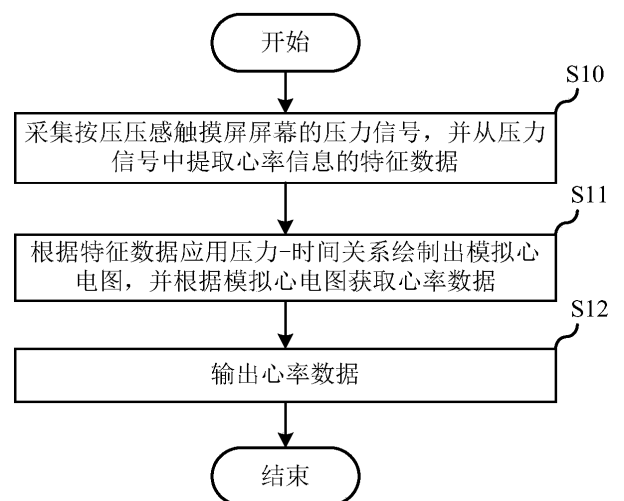 开始
S10
采集按压压感触摸屏屏幕的压力信号，并从压力
信号中提取心率信息的特征数据
S11
根据特征数据应用压力-时间关系绘制出模拟心
电图，并根据模拟心电图获取心率数据
S12
输出心率数据
结束